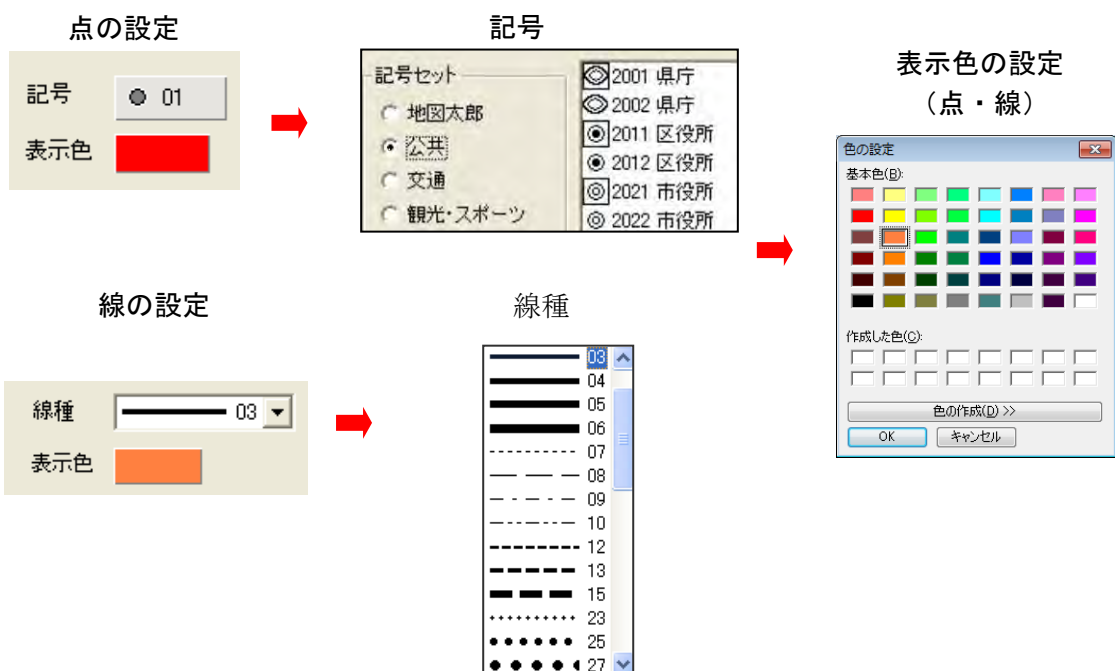 点の設定
記号 01
表示色
記号
記号セット
地図太郎
公共
交通
観光・スポーツ
2001 県庁
2002 県庁
2011 区役所
2012 区役所
2021 市役所
2022 市役所
表示色の設定
（点・線）
色の設定
基本色(B):
作成した色(C):
色の作成(D) >>
OK キャンセル
線の設定
線種 03
表示色
線種
03
04
05
06
07
08
09
10
12
13
15
23
25
27